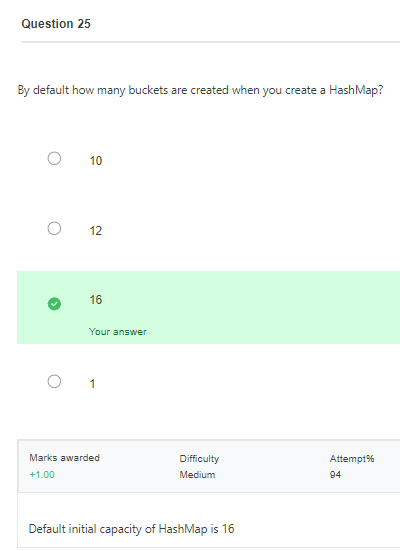 Question 25
By default how many buckets are created when you create a HashMap?
10
12
16
Your answer
1
Marks awarded Difficulty Attempt%
+1.00 Medium 94
Default initial capacity of HashMap is 16